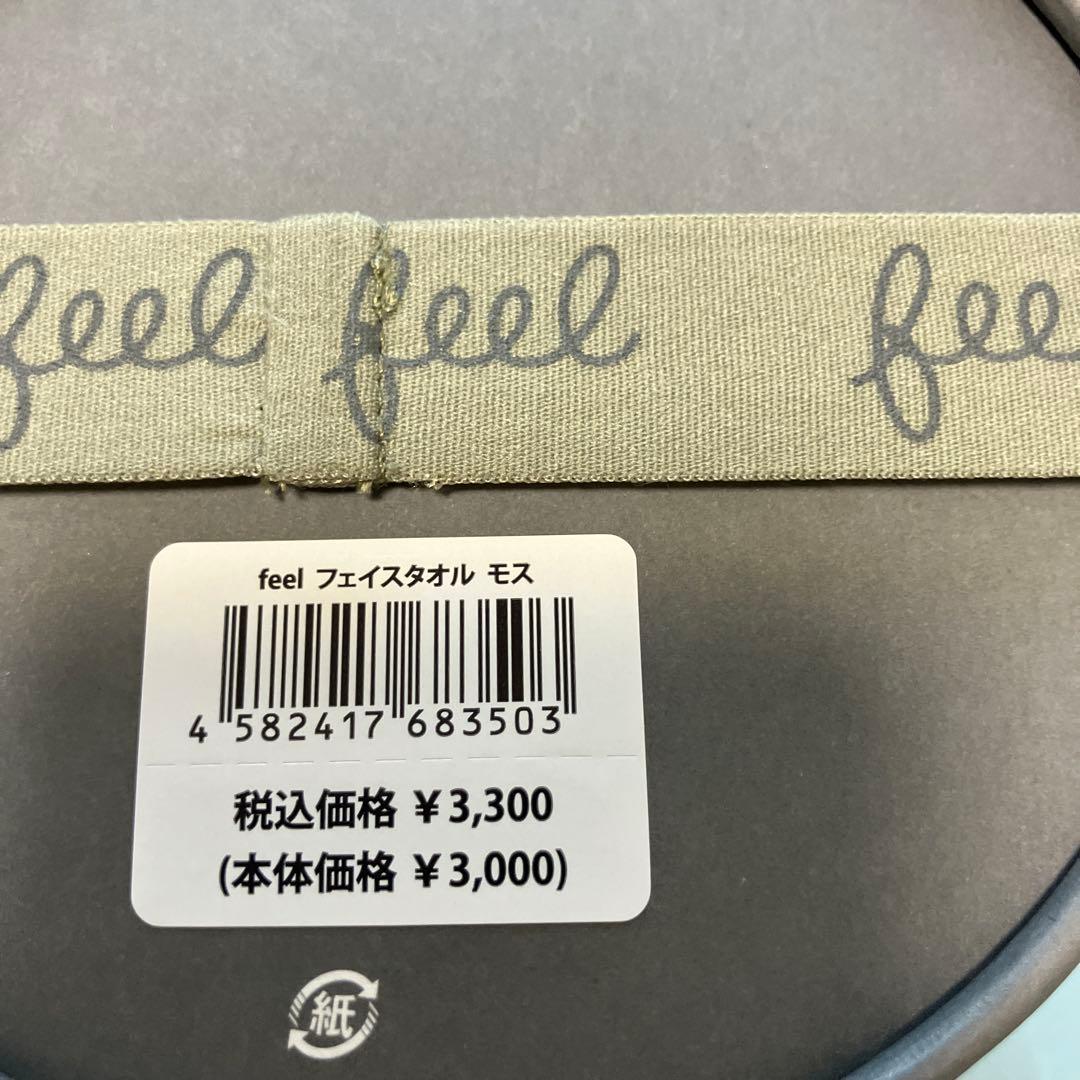 feel feel fee
feel フェイスタオル モス
4 582417 683503
税込価格 ¥3,300
(本体価格 ¥3,000)
紙